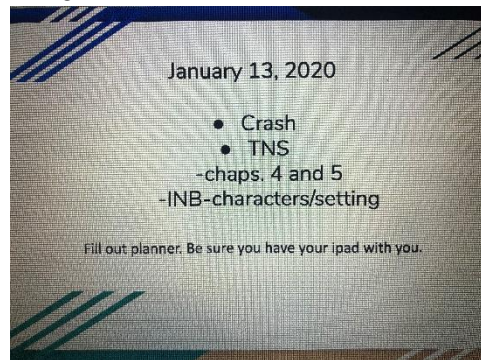 January 13, 2020
● Crash
● TNS
-chaps. 4 and 5
-INB-characters/setting
Fill out planner. Be sure you have your ipad with you.